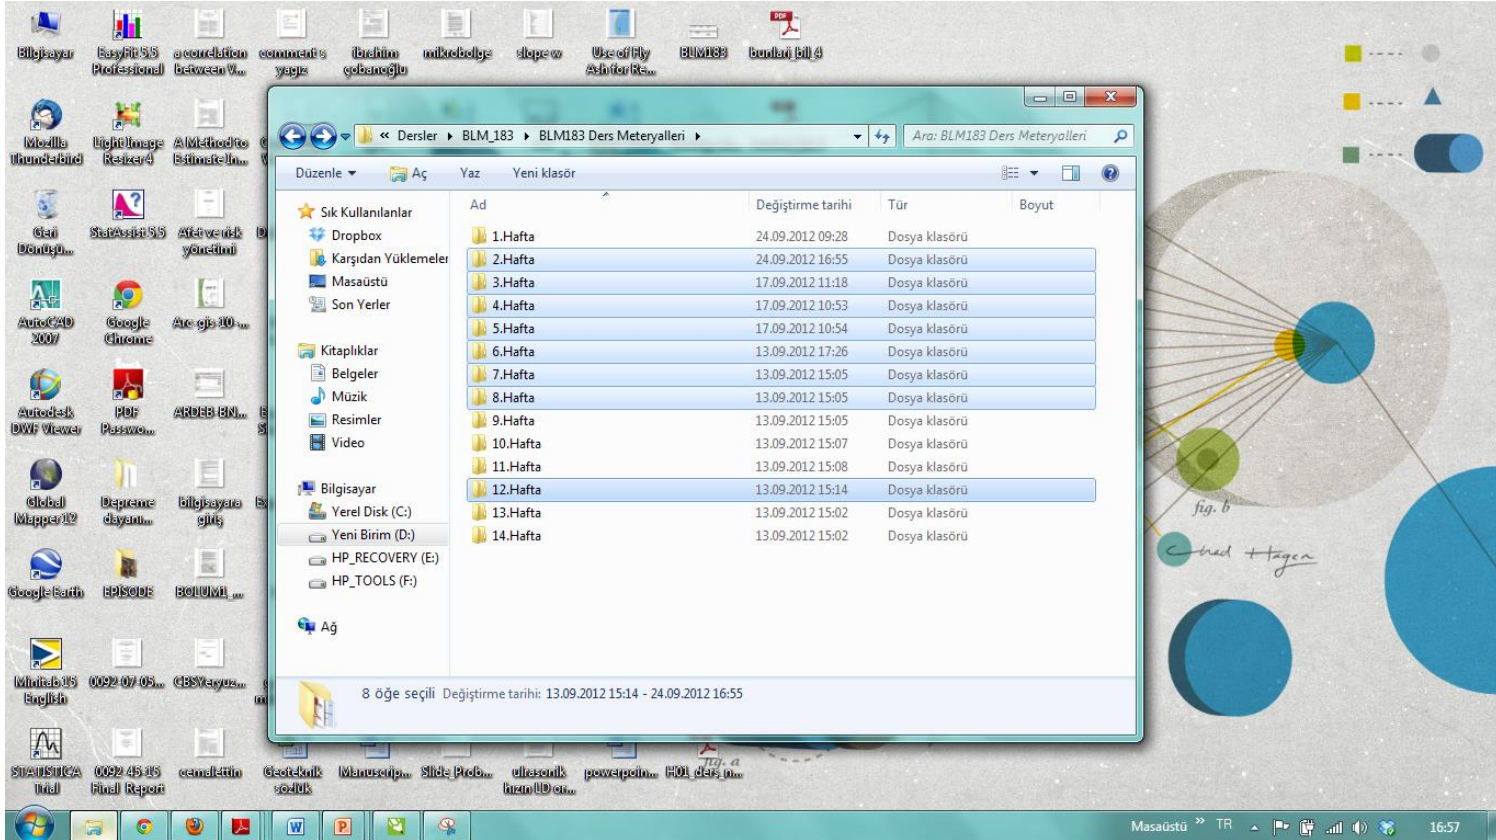 Bilgisayar
EasyFit 5.5
Professional
a correlation
between V...
comment s
yagız
ibrahim
çobanoğlu
mikrobolge
slope w
Use of Fly
Ash for Re...
BLM183
bunlari_bil_4
Mozilla
Thunderbird
Light Image
Resizer 4
A Method to
Estimate In...
Geri
Dönüşü...
StatAssist 5.5
Afet ve risk
yönetimi
AutoCAD
2007
Google
Chrome
Arc-gis-10-...
Autodesk
DWF Viewer
PDF
Passwo...
ARDEB-BN...
Global
Mapper 12
Depreme
dayanı...
bilgisayara
giriş
Google Earth
EPİSODE
BOLUM1_...
Minitab 15
English
0092-07-05...
CBSYeryuz...
STATISTICA
Trial
0092-45-15
Final Report
cemalettin
« Dersler ▸ BLM_183 ▸ BLM183 Ders Meteryalleri ▸
Ara: BLM183 Ders Meteryalleri
Düzenle
Aç
Yaz
Yeni klasör
Sık Kullanılanlar
Dropbox
Karşıdan Yüklemeler
Masaüstü
Son Yerler
Kitaplıklar
Belgeler
Müzik
Resimler
Video
Bilgisayar
Yerel Disk (C:)
Yeni Birim (D:)
HP_RECOVERY (E:)
HP_TOOLS (F:)
Ağ
Ad Değiştirme tarihi Tür Boyut
1.Hafta 24.09.2012 09:28 Dosya klasörü
2.Hafta 24.09.2012 16:55 Dosya klasörü
3.Hafta 17.09.2012 11:18 Dosya klasörü
4.Hafta 17.09.2012 10:53 Dosya klasörü
5.Hafta 17.09.2012 10:54 Dosya klasörü
6.Hafta 13.09.2012 17:26 Dosya klasörü
7.Hafta 13.09.2012 15:05 Dosya klasörü
8.Hafta 13.09.2012 15:05 Dosya klasörü
9.Hafta 13.09.2012 15:05 Dosya klasörü
10.Hafta 13.09.2012 15:07 Dosya klasörü
11.Hafta 13.09.2012 15:08 Dosya klasörü
12.Hafta 13.09.2012 15:14 Dosya klasörü
13.Hafta 13.09.2012 15:02 Dosya klasörü
14.Hafta 13.09.2012 15:02 Dosya klasörü
8 öğe seçili Değiştirme tarihi: 13.09.2012 15:14 - 24.09.2012 16:55
fig. b
Chad Hagen
fig. a
Geoteknik
sözlük
Manuscrip...
Slide_Prob...
ultrasonik
hızın UD or...
powerpoin...
H01_ders_n...
Masaüstü » TR 16:57